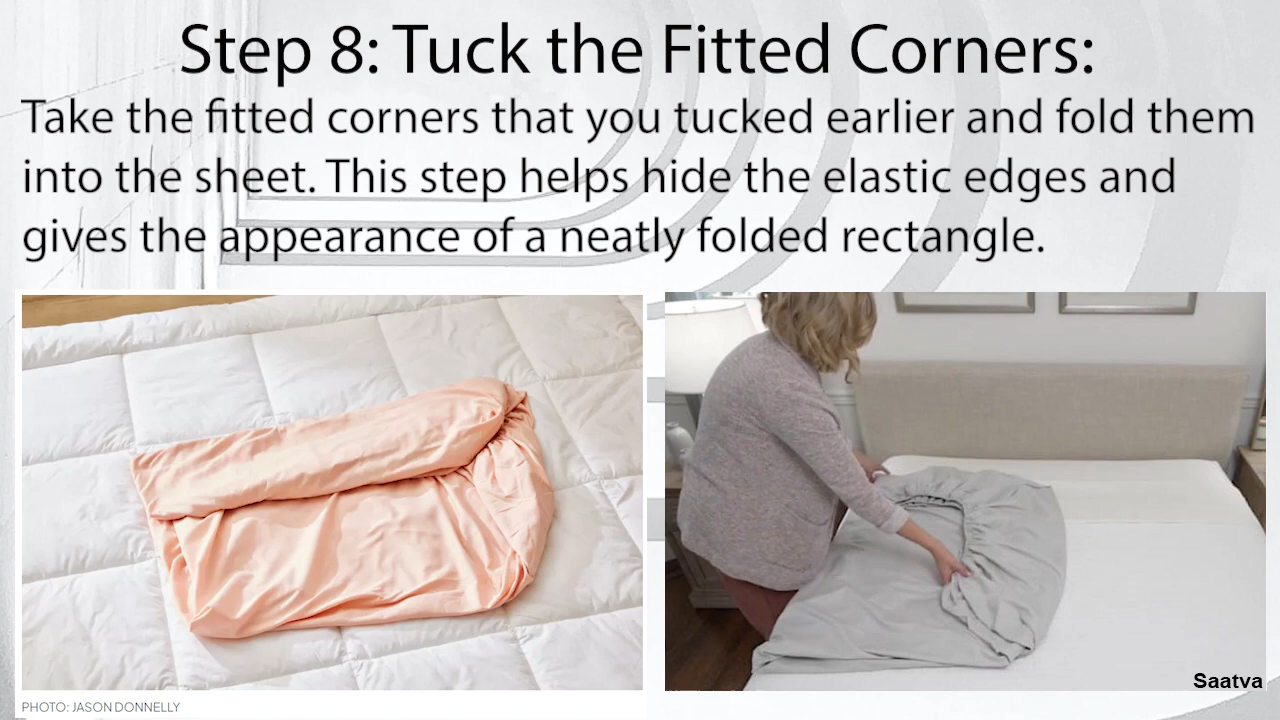 Step 8: Tuck the Fitted Corners:
Take the fitted corners that you tucked earlier and fold them
into the sheet. This step helps hide the elastic edges and
gives the appearance of a neatly folded rectangle.
Saatva
PHOTO: JASON DONNELLY